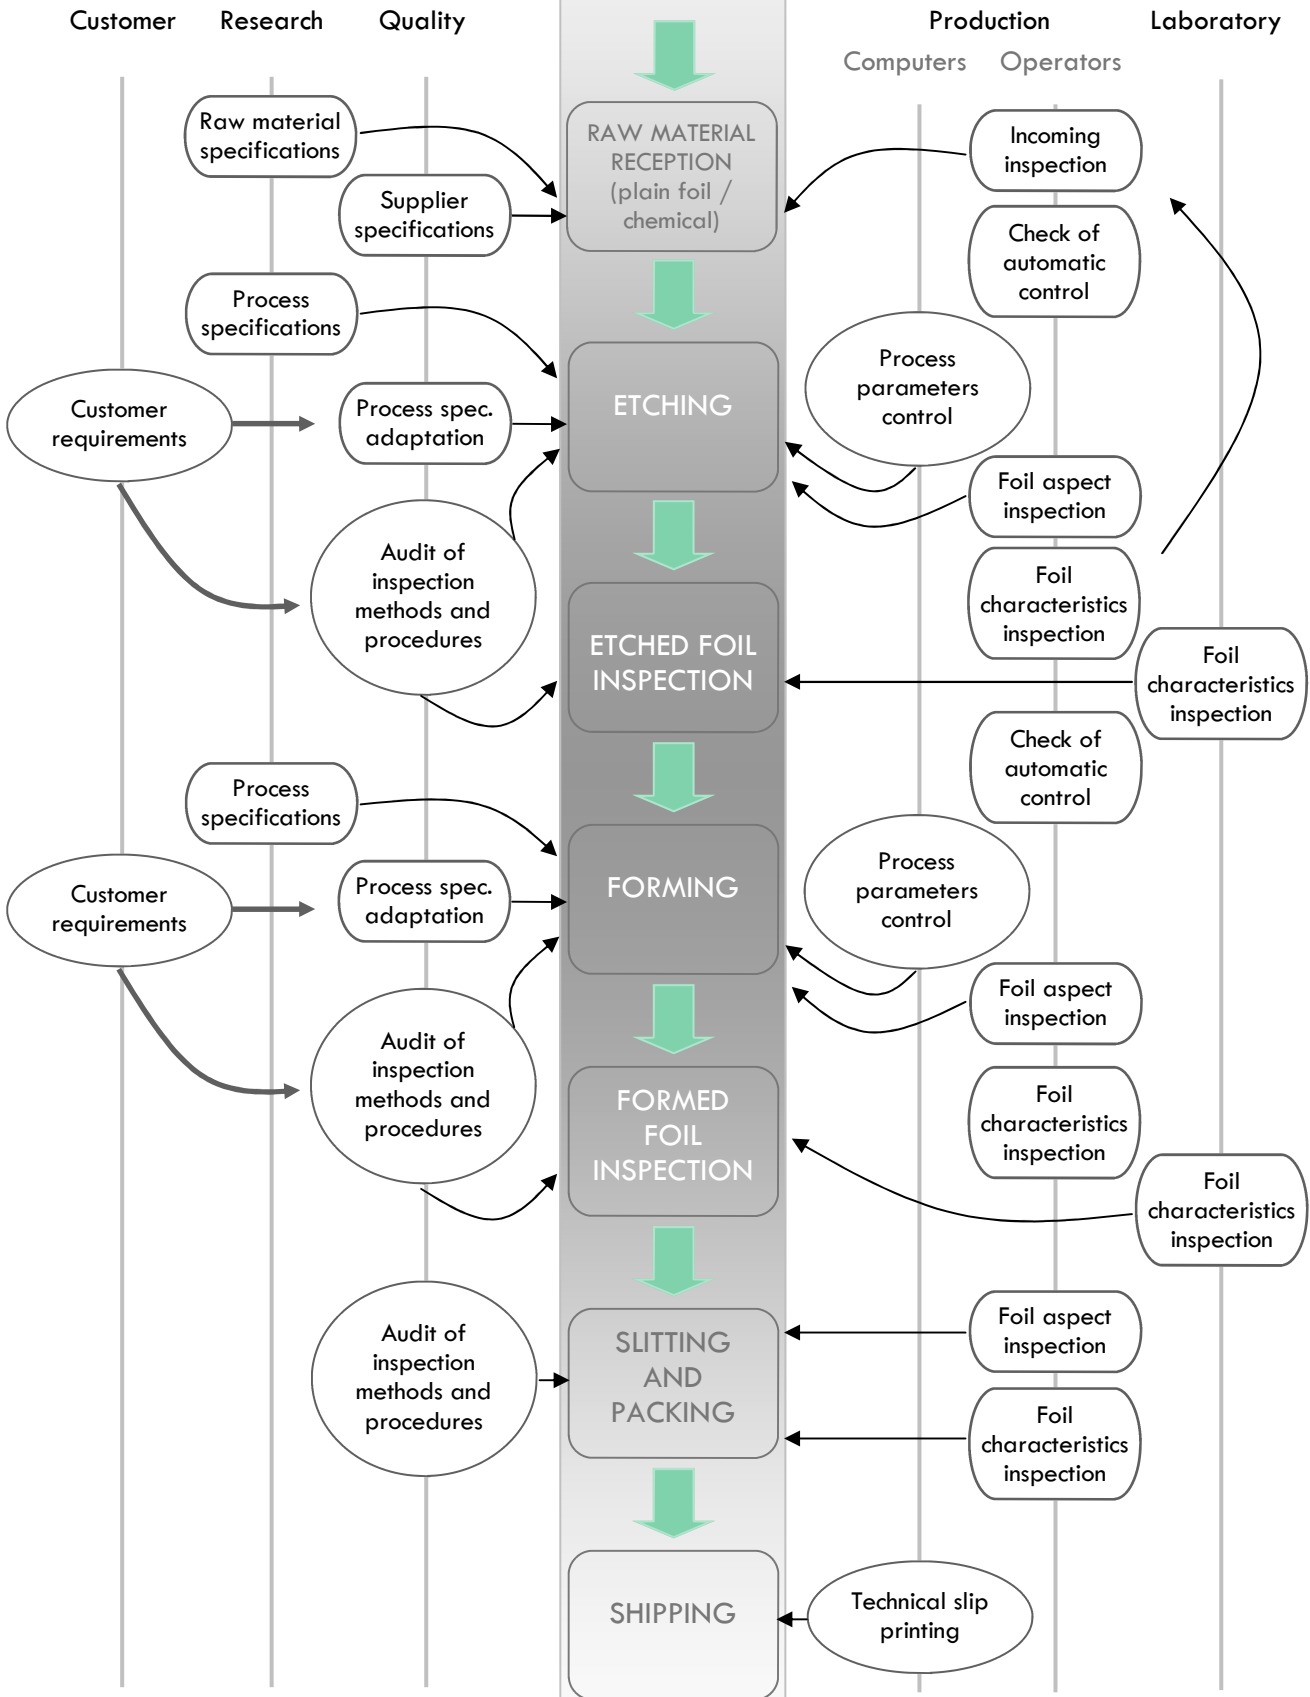 Customer
Research
Quality
Production
Laboratory
Computers
Operators
Raw material
specifications
RAW MATERIAL
RECEPTION
(plain foil /
chemical)
Incoming
inspection
Supplier
specifications
Check of
automatic
control
Process
specifications
Process
parameters
control
ETCHING
Customer
requirements
Process spec.
adaptation
Foil aspect
inspection
Audit of
inspection
methods and
procedures
Foil
characteristics
inspection
ETCHED FOIL
INSPECTION
Foil
characteristics
inspection
Check of
automatic
control
Process
specifications
Process
parameters
control
FORMING
Customer
requirements
Process spec.
adaptation
Foil aspect
inspection
Audit of
inspection
methods and
procedures
FORMED
FOIL
INSPECTION
Foil
characteristics
inspection
Foil
characteristics
inspection
Audit of
inspection
methods and
procedures
SLITTING
AND
PACKING
Foil aspect
inspection
Foil
characteristics
inspection
SHIPPING
Technical slip
printing